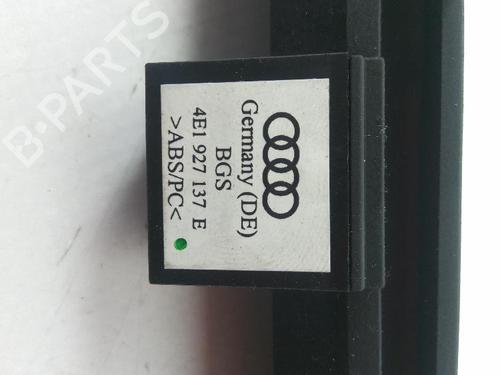 Germany (DE)
BGS
4E1 927 137 E
>ABS/PC<
B-PARTS